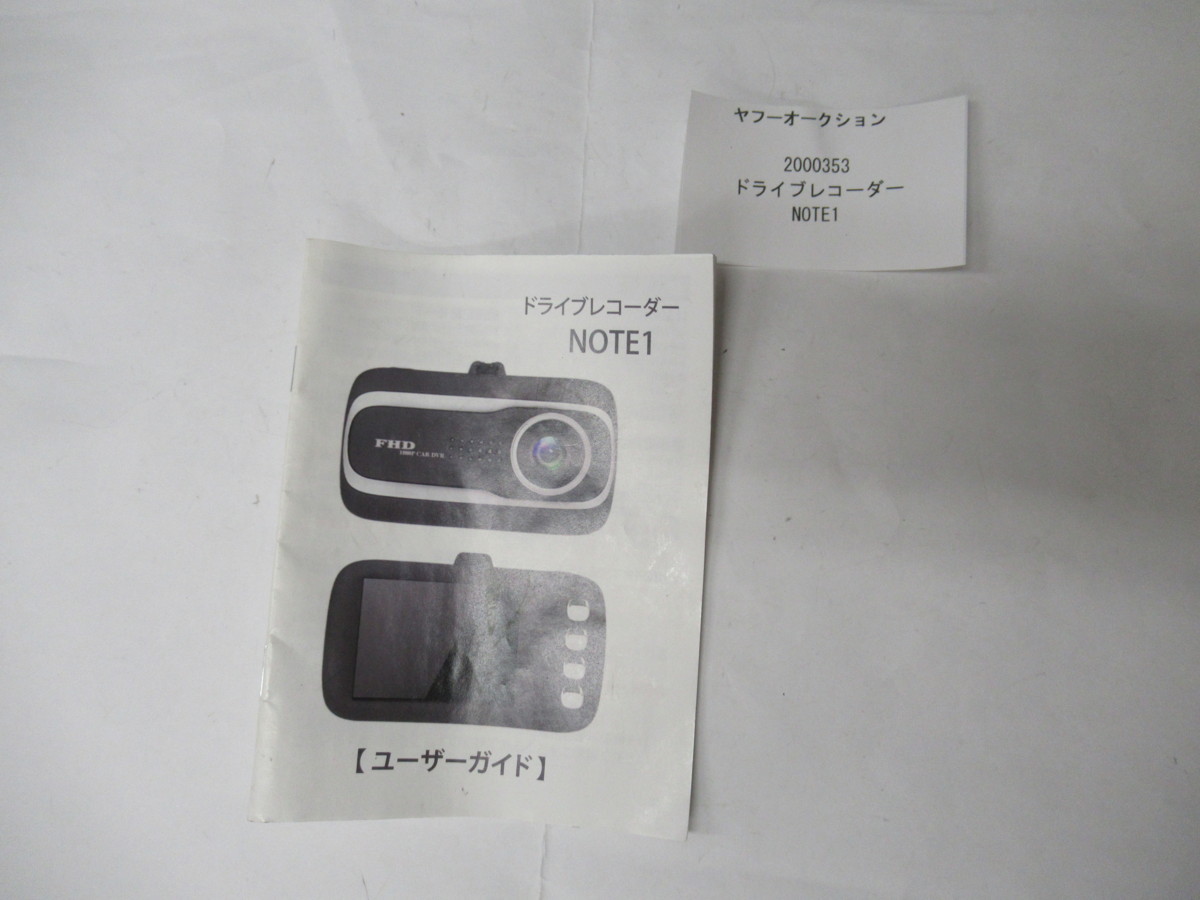 ヤフーオークション
2000353
ドライブレコーダー
NOTE1
ドライブレコーダー
NOTE1
FHD
1080P CAR DVR
【ユーザーガイド】